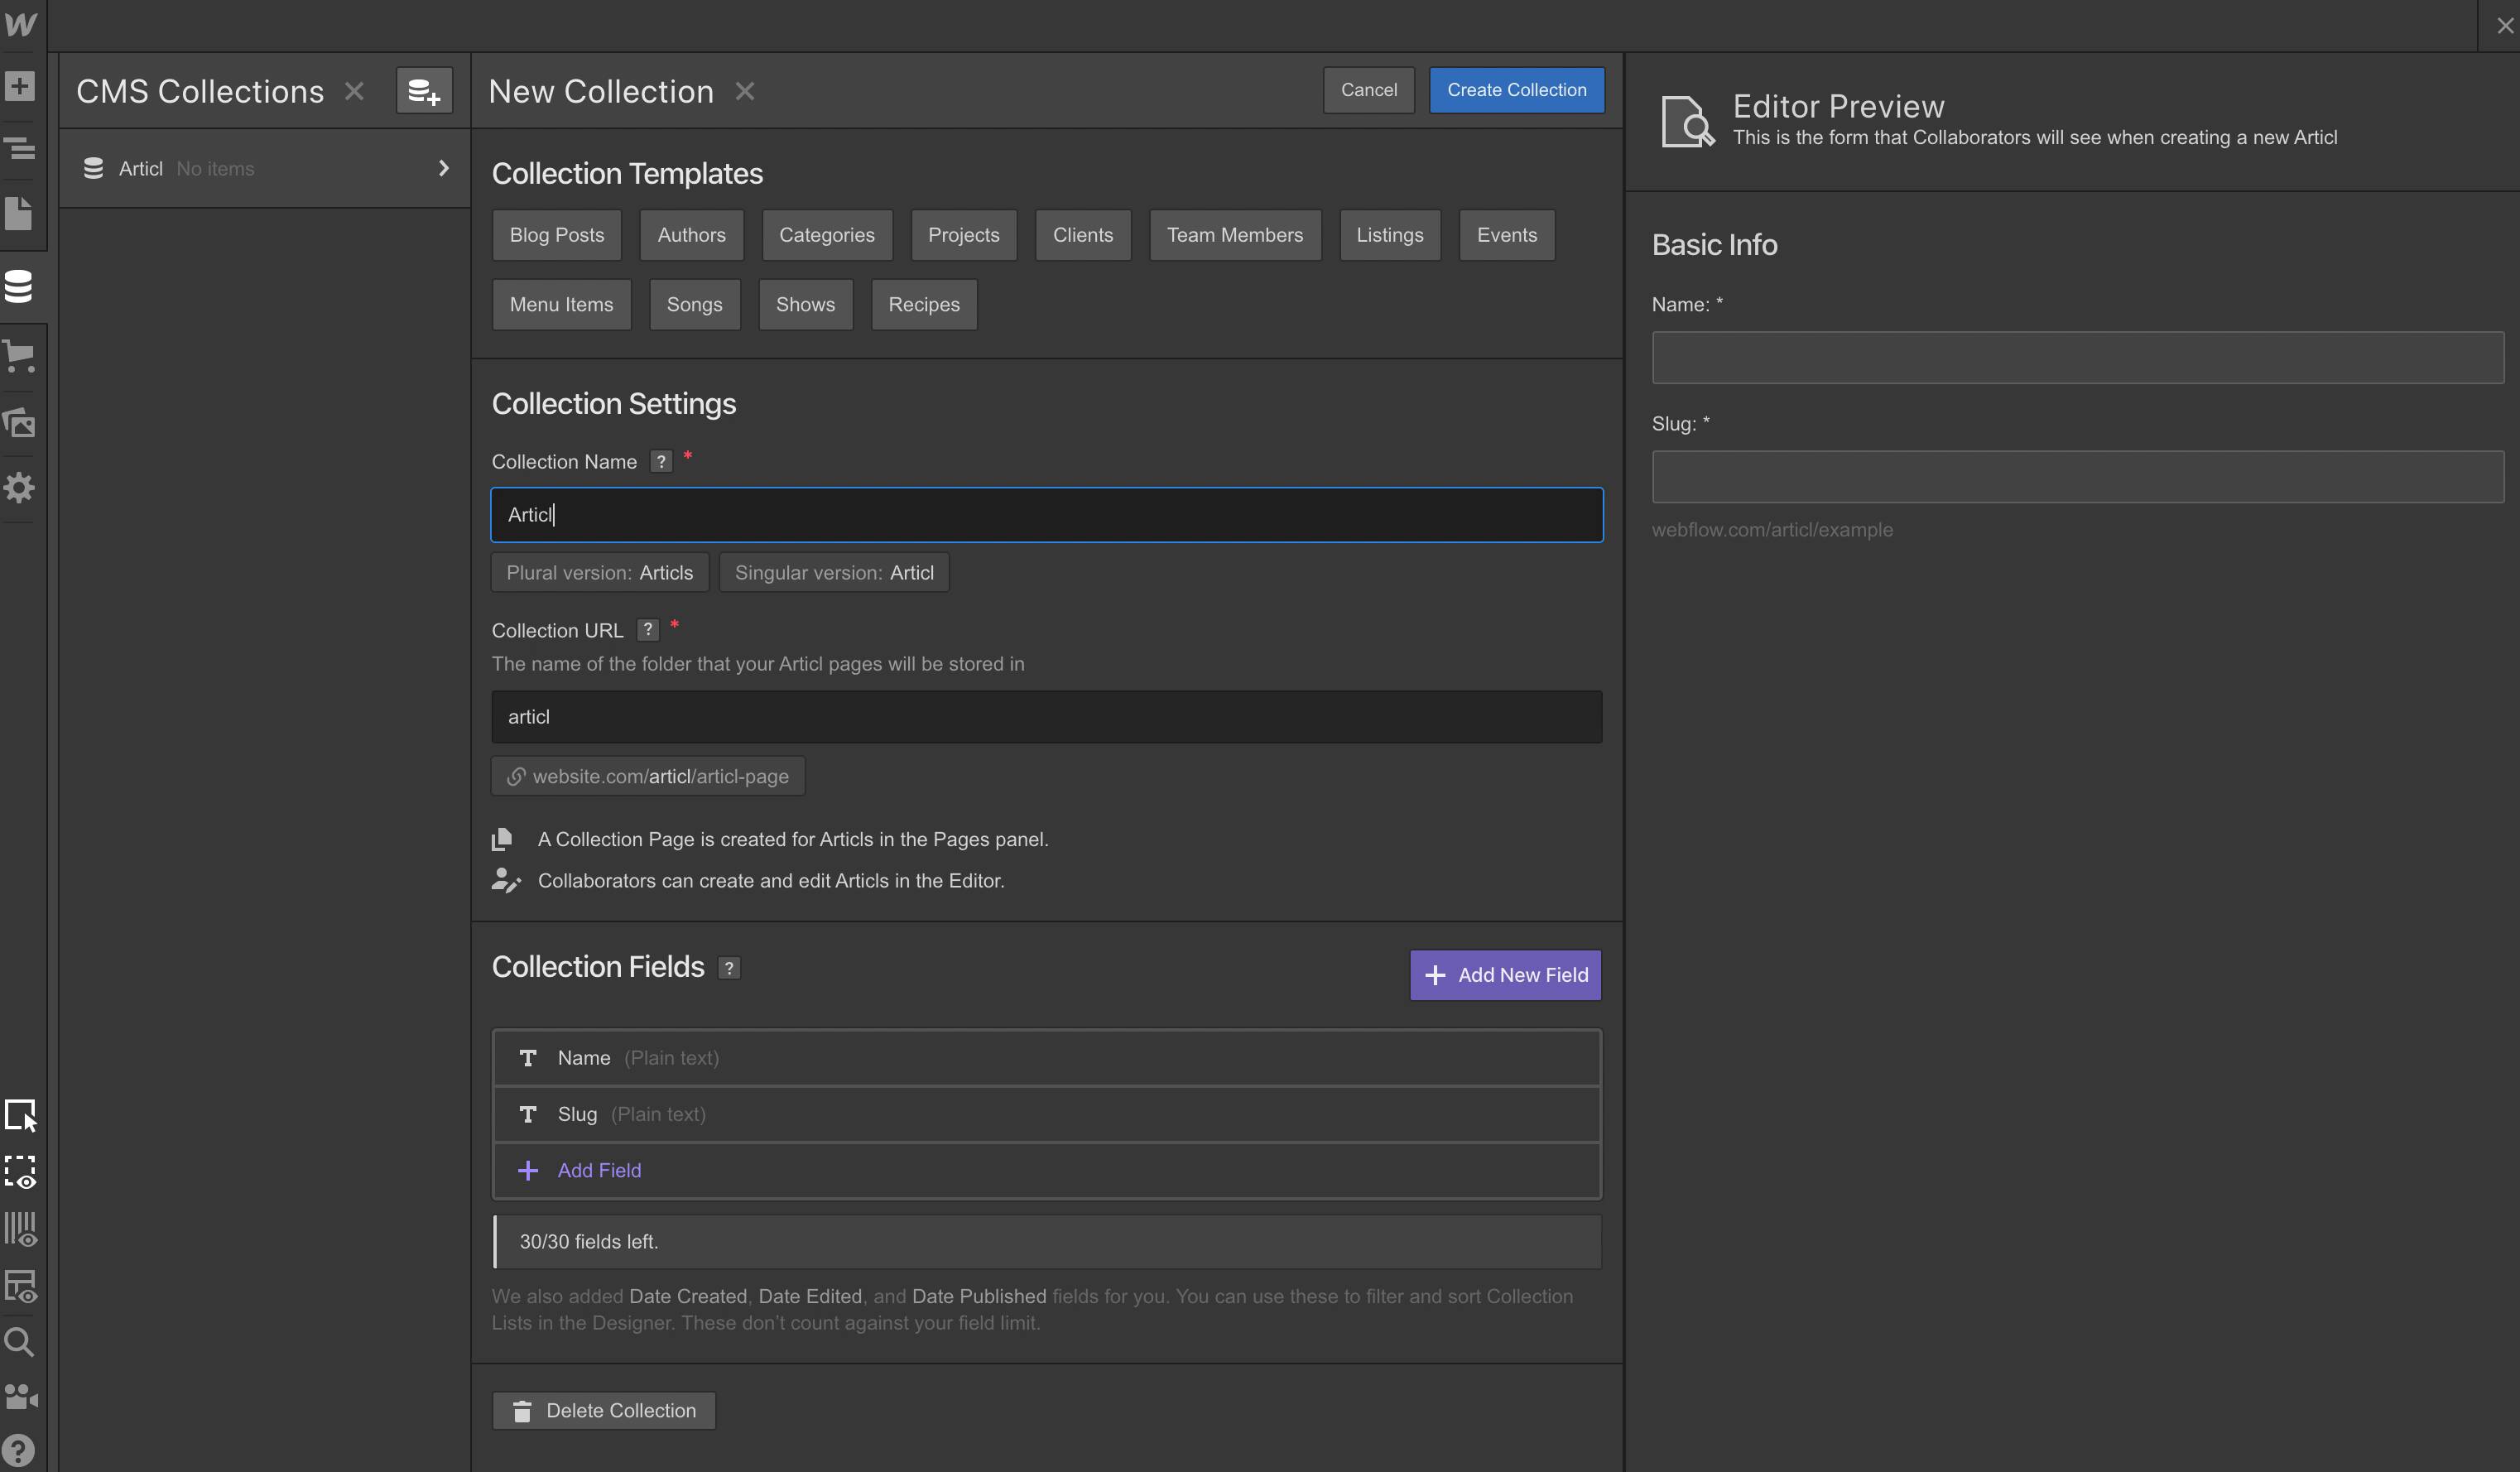 CMS Collections
Articl No items
New Collection
Cancel
Create Collection
Collection Templates
Blog Posts
Authors
Categories
Projects
Clients
Team Members
Listings
Events
Menu Items
Songs
Shows
Recipes
Collection Settings
Collection Name ? *
Articl
Plural version: Articls
Singular version: Articl
Collection URL ? *
The name of the folder that your Articl pages will be stored in
articl
website.com/articl/articl-page
A Collection Page is created for Articls in the Pages panel.
Collaborators can create and edit Articls in the Editor.
Collection Fields ?
Add New Field
Name (Plain text)
Slug (Plain text)
Add Field
30/30 fields left.
We also added Date Created, Date Edited, and Date Published fields for you. You can use these to filter and sort Collection
Lists in the Designer. These don't count against your field limit.
Delete Collection
Editor Preview
This is the form that Collaborators will see when creating a new Articl
Basic Info
Name: *
Slug: *
webflow.com/articl/example